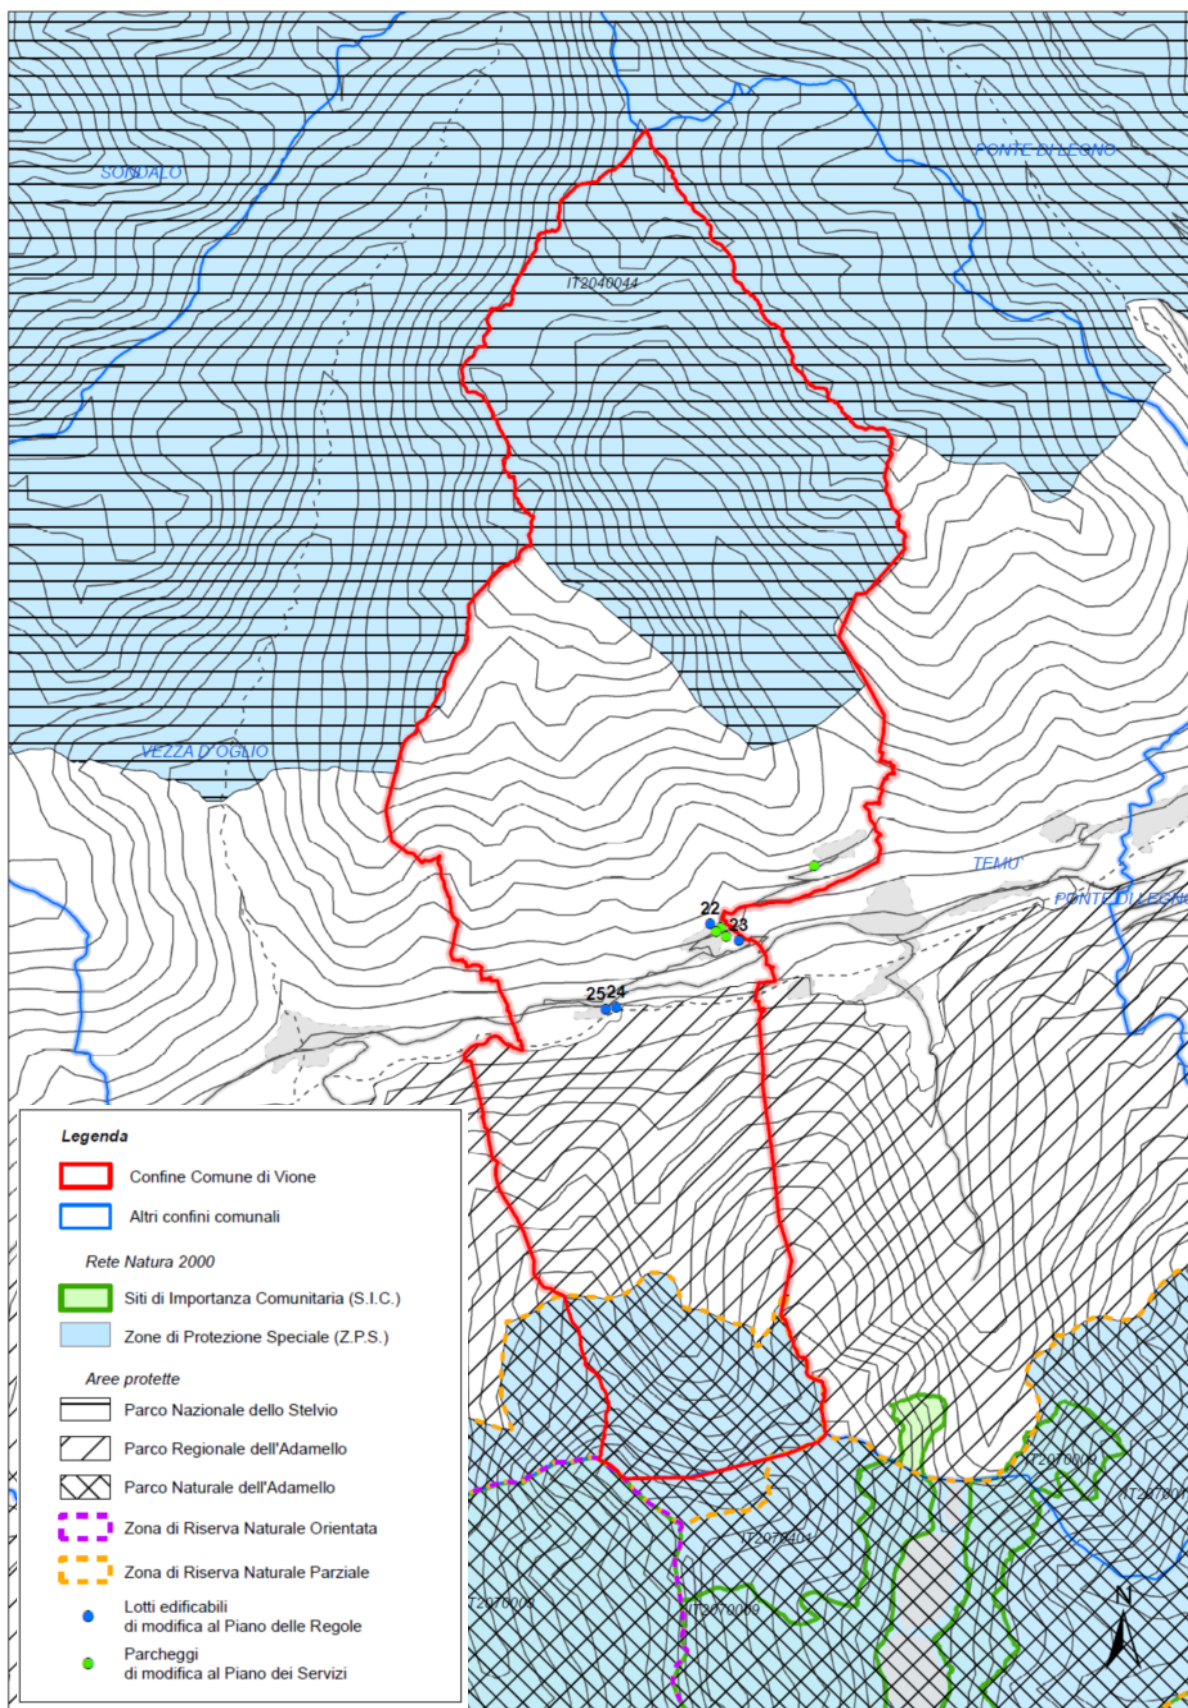 PONTE DI LEGNO
SONDALO
IT2040044
VEZZA D'OGLIO
TEMU'
PONTE DI LEGNO
22
23
25 24
Legenda
Confine Comune di Vione
Altri confini comunali
Rete Natura 2000
Siti di Importanza Comunitaria (S.I.C.)
Zone di Protezione Speciale (Z.P.S.)
Aree protette
Parco Nazionale dello Stelvio
Parco Regionale dell'Adamello
Parco Naturale dell'Adamello
Zona di Riserva Naturale Orientata
Zona di Riserva Naturale Parziale
Lotti edificabili
di modifica al Piano delle Regole
Parcheggi
di modifica al Piano dei Servizi
IT2070401
IT2070009
N